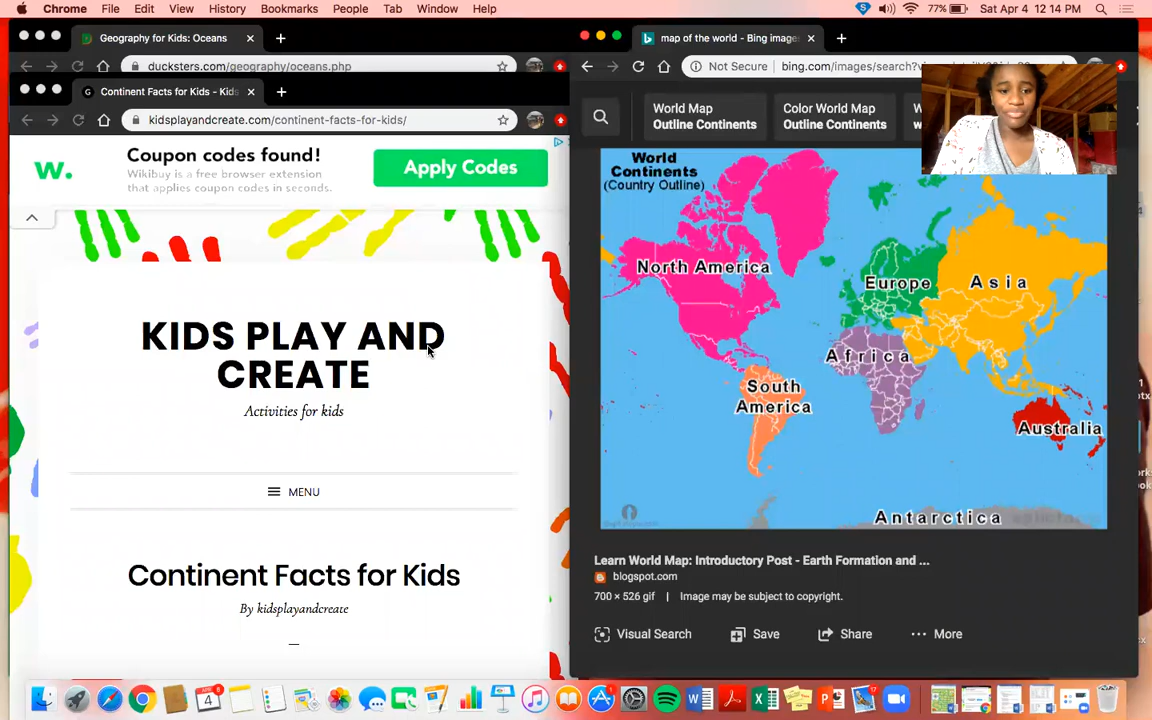 Chrome File Edit View History Bookmarks People Tab Window Help
77% Sat Apr 4 12:14 PM
Geography for Kids: Oceans
ducksters.com/geography/oceans.php
Continent Facts for Kids - Kids
kidsplayandcreate.com/continent-facts-for-kids/
w.
Coupon codes found!
Wikibuy is a free browser extension
that applies coupon codes in seconds.
Apply Codes
KIDS PLAY AND
CREATE
Activities for kids
MENU
Continent Facts for Kids
By kidsplayandcreate
map of the world - Bing image
Not Secure bing.com/images/search?
World Map
Outline Continents
Color World Map
Outline Continents
World
Continents
(Country Outline)
North America
Europe
Asia
Africa
South
America
Australia
Antarctica
Learn World Map: Introductory Post - Earth Formation and ...
blogspot.com
700 × 526 gif | Image may be subject to copyright.
Visual Search
Save
Share
More